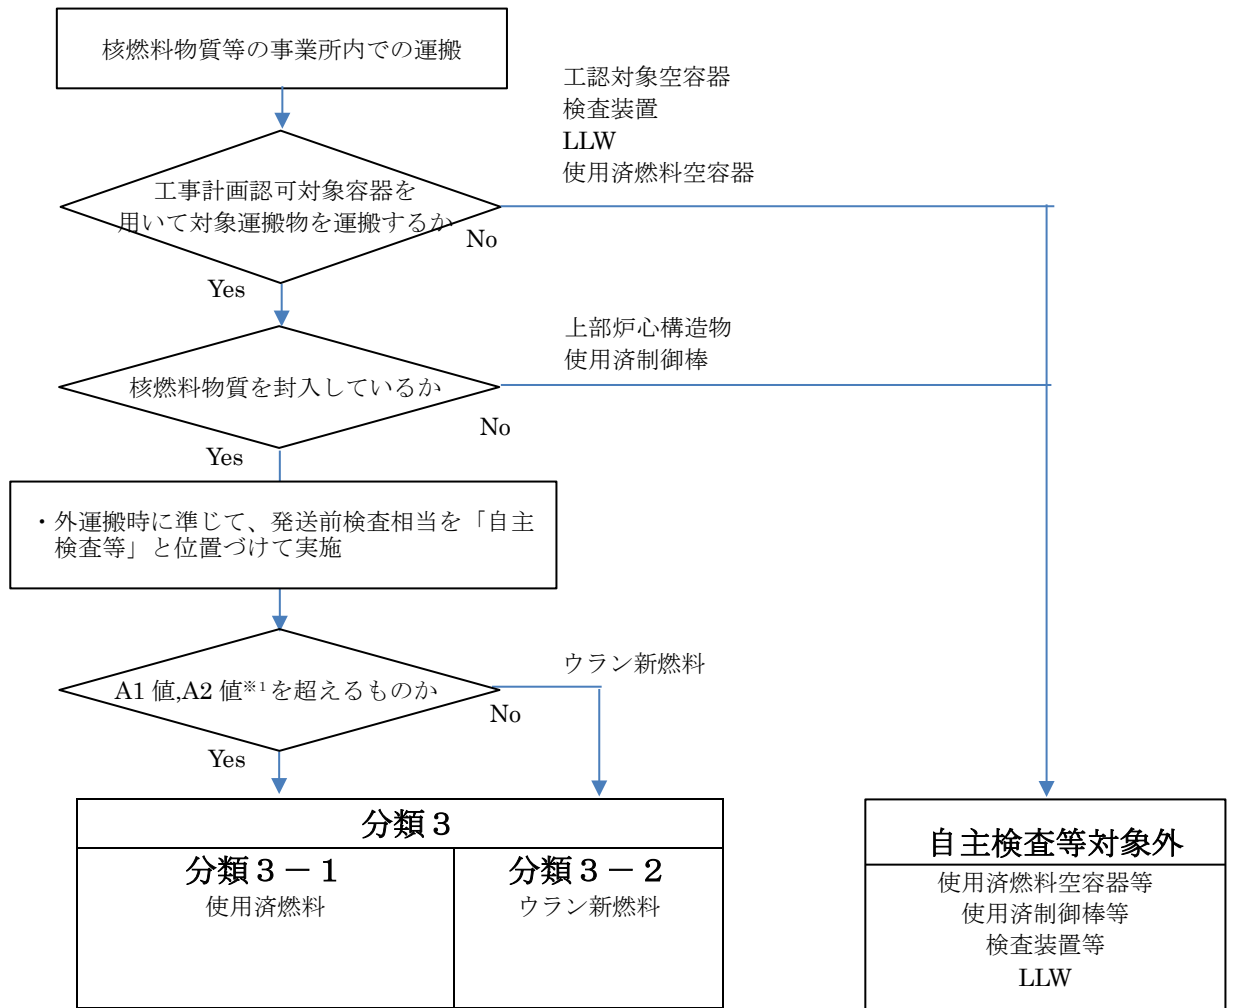 核燃料物質等の事業所内での運搬
工認対象空容器
検査装置
LLW
使用済燃料空容器
工事計画認可対象容器を
用いて対象運搬物を運搬するか
No
Yes
上部炉心構造物
使用済制御棒
核燃料物質を封入しているか
No
Yes
・外運搬時に準じて、発送前検査相当を「自主
検査等」と位置づけて実施
ウラン新燃料
A1 値,A2 値※1を超えるものか
No
Yes
分類３
分類３－１
使用済燃料
分類３－２
ウラン新燃料
自主検査等対象外
使用済燃料空容器等
使用済制御棒等
検査装置等
LLW